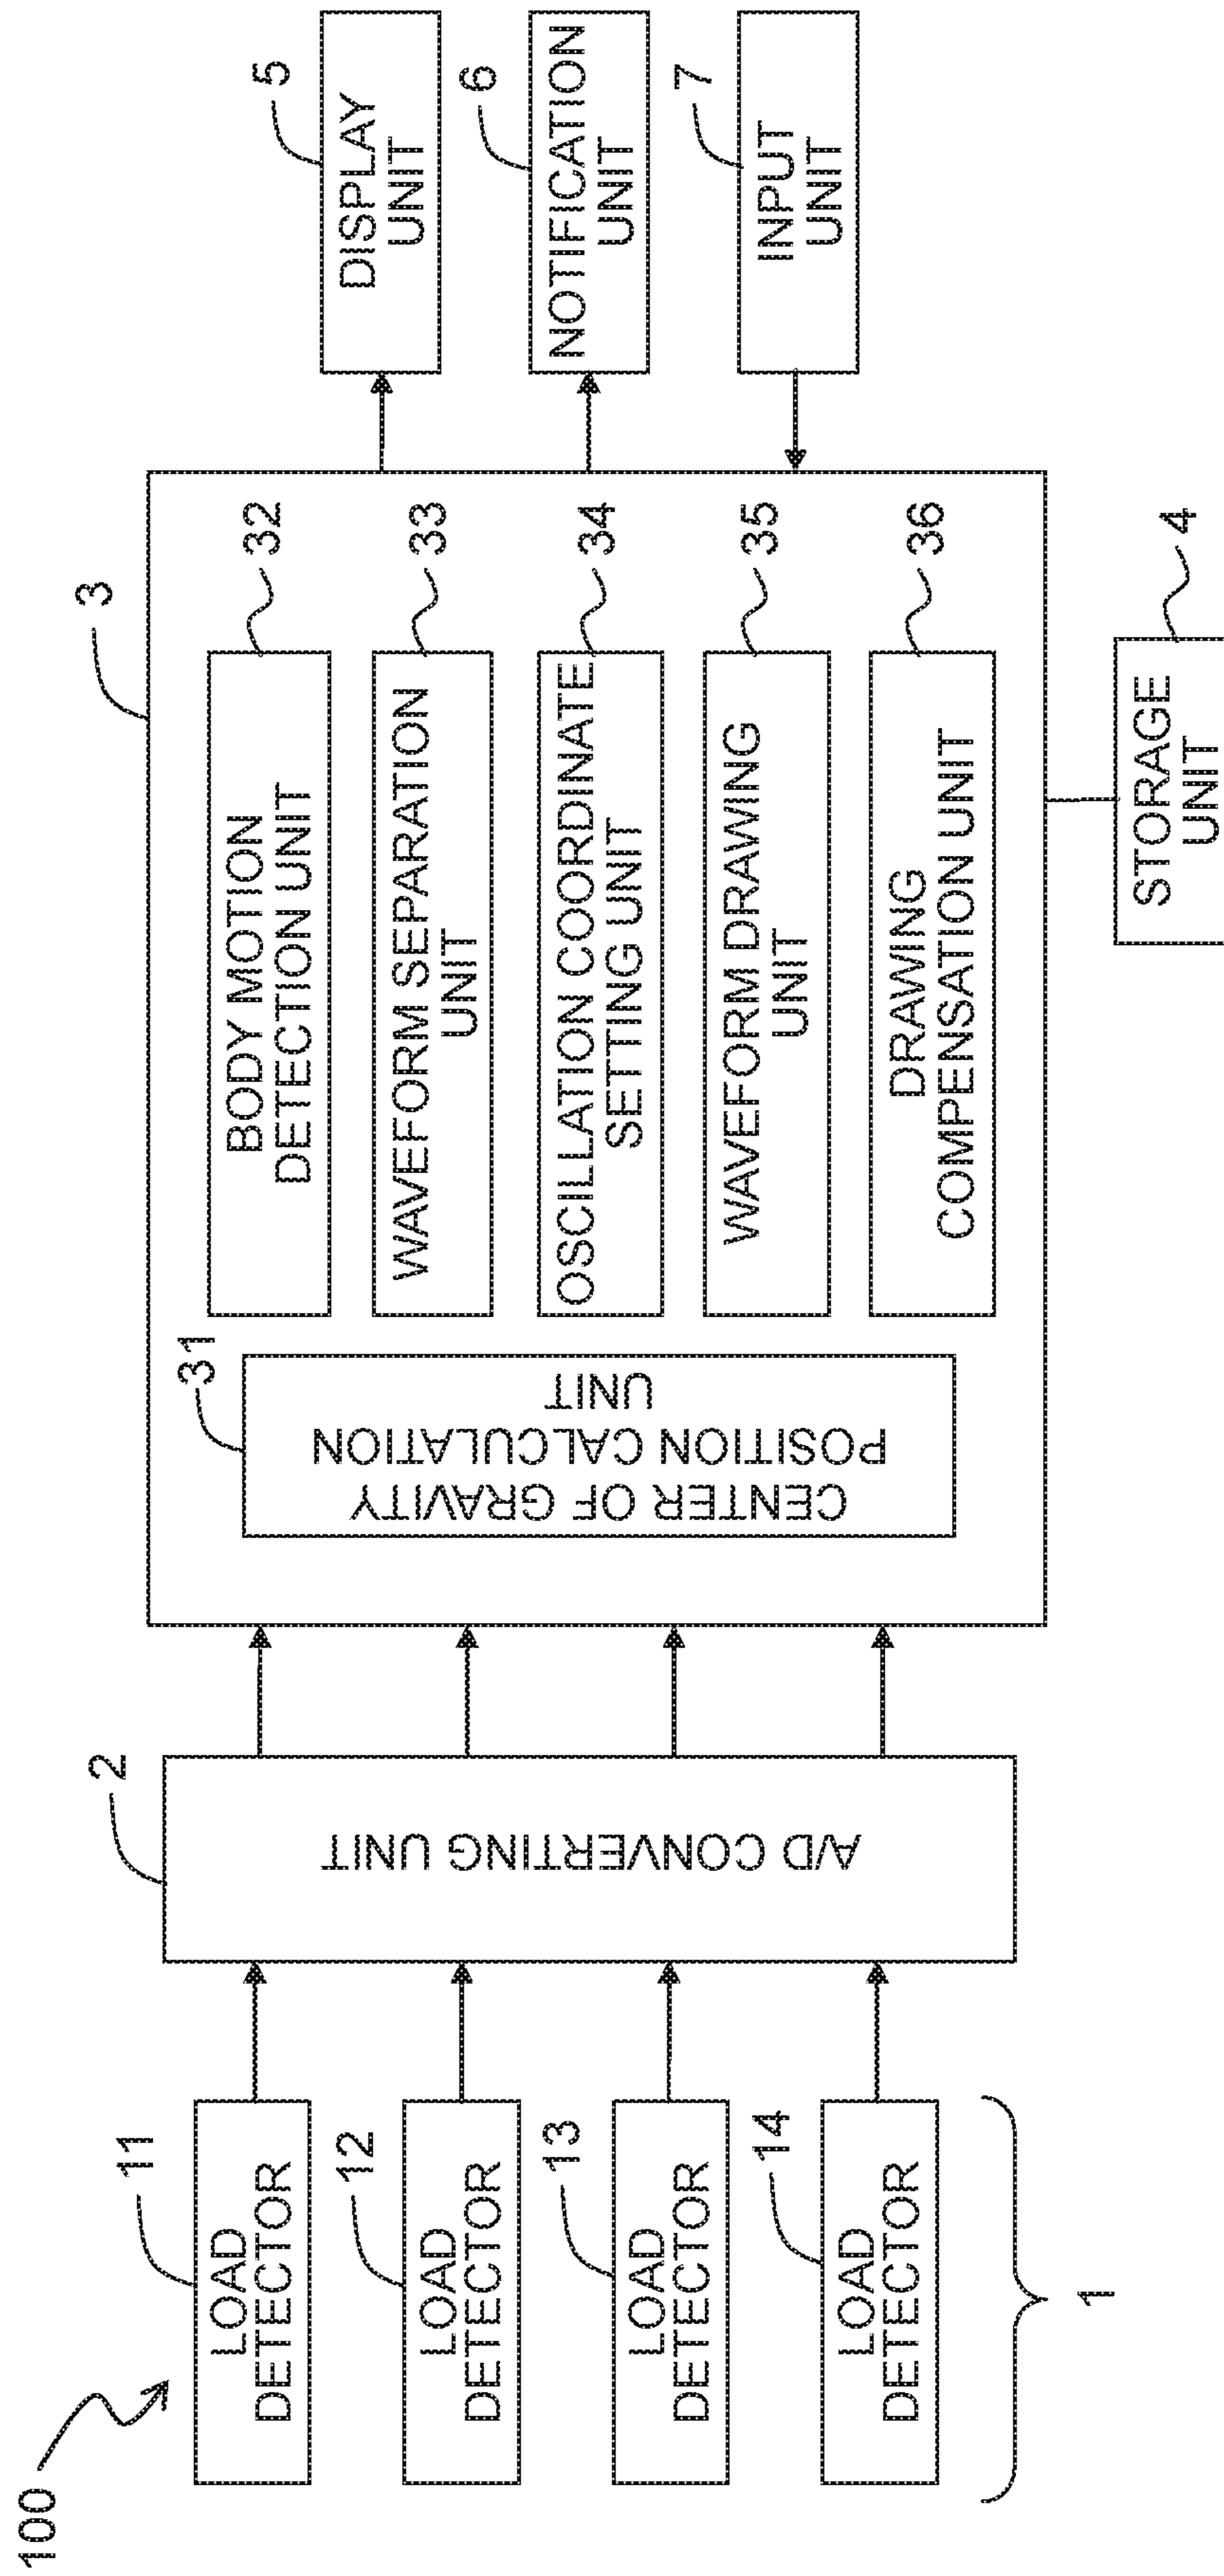 100
11
LOAD
DETECTOR
12
LOAD
DETECTOR
13
LOAD
DETECTOR
14
LOAD
DETECTOR
1
2
A/D CONVERTING UNIT
3
31
CENTER OF GRAVITY
POSITION CALCULATION
UNIT
BODY MOTION
DETECTION UNIT
32
WAVEFORM SEPARATION
UNIT
33
OSCILLATION COORDINATE
SETTING UNIT
34
WAVEFORM DRAWING
UNIT
35
DRAWING
COMPENSATION UNIT
36
STORAGE
UNIT
4
5
DISPLAY
UNIT
6
NOTIFICATION
UNIT
7
INPUT
UNIT